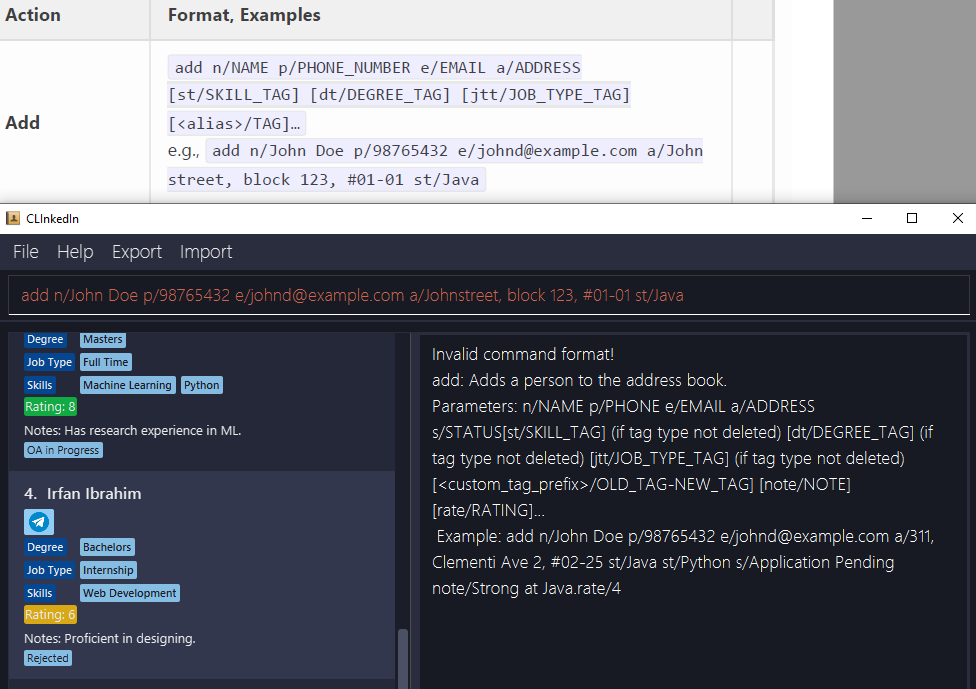 Action Format, Examples
Add
add n/NAME p/PHONE_NUMBER e/EMAIL a/ADDRESS
[st/SKILL_TAG] [dt/DEGREE_TAG] [jtt/JOB_TYPE_TAG]
[<alias>/TAG]…
e.g., add n/John Doe p/98765432 e/johnd@example.com a/John
street, block 123, #01-01 st/Java
CLInkedIn
File Help Export Import
add n/John Doe p/98765432 e/johnd@example.com a/Johnstreet, block 123, #01-01 st/Java
Degree Masters
Job Type Full Time
Skills Machine Learning Python
Rating: 8
Notes: Has research experience in ML.
OA in Progress
4. Irfan Ibrahim
Degree Bachelors
Job Type Internship
Skills Web Development
Rating: 6
Notes: Proficient in designing.
Rejected
Invalid command format!
add: Adds a person to the address book.
Parameters: n/NAME p/PHONE e/EMAIL a/ADDRESS
s/STATUS[st/SKILL_TAG] (if tag type not deleted) [dt/DEGREE_TAG] (if
tag type not deleted) [jtt/JOB_TYPE_TAG] (if tag type not deleted)
[<custom_tag_prefix>/OLD_TAG-NEW_TAG] [note/NOTE]
[rate/RATING]...
Example: add n/John Doe p/98765432 e/johnd@example.com a/311,
Clementi Ave 2, #02-25 st/Java st/Python s/Application Pending
note/Strong at Java.rate/4